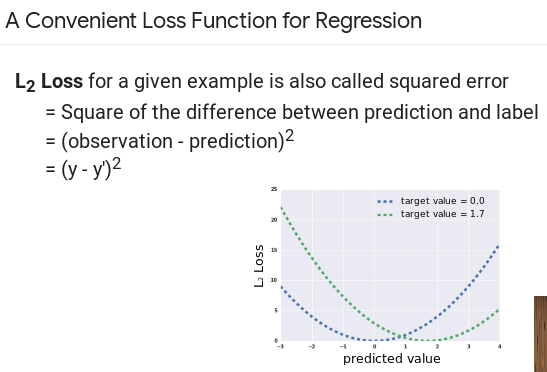 A Convenient Loss Function for Regression
L₂ Loss for a given example is also called squared error
= Square of the difference between prediction and label
= (observation - prediction)²
= (y - y')²
target value = 0.0
target value = 1.7
25
20
15
10
5
0
L₂ Loss
−3 −2 −1 0 1 2 3 4
predicted value